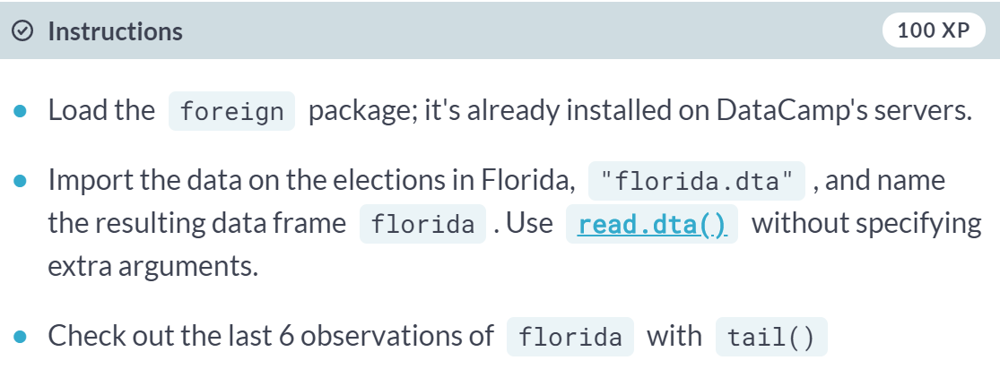 Instructions 100 XP
Load the foreign package; it's already installed on DataCamp's servers.
Import the data on the elections in Florida, "florida.dta" , and name
the resulting data frame florida . Use read.dta() without specifying
extra arguments.
Check out the last 6 observations of florida with tail()